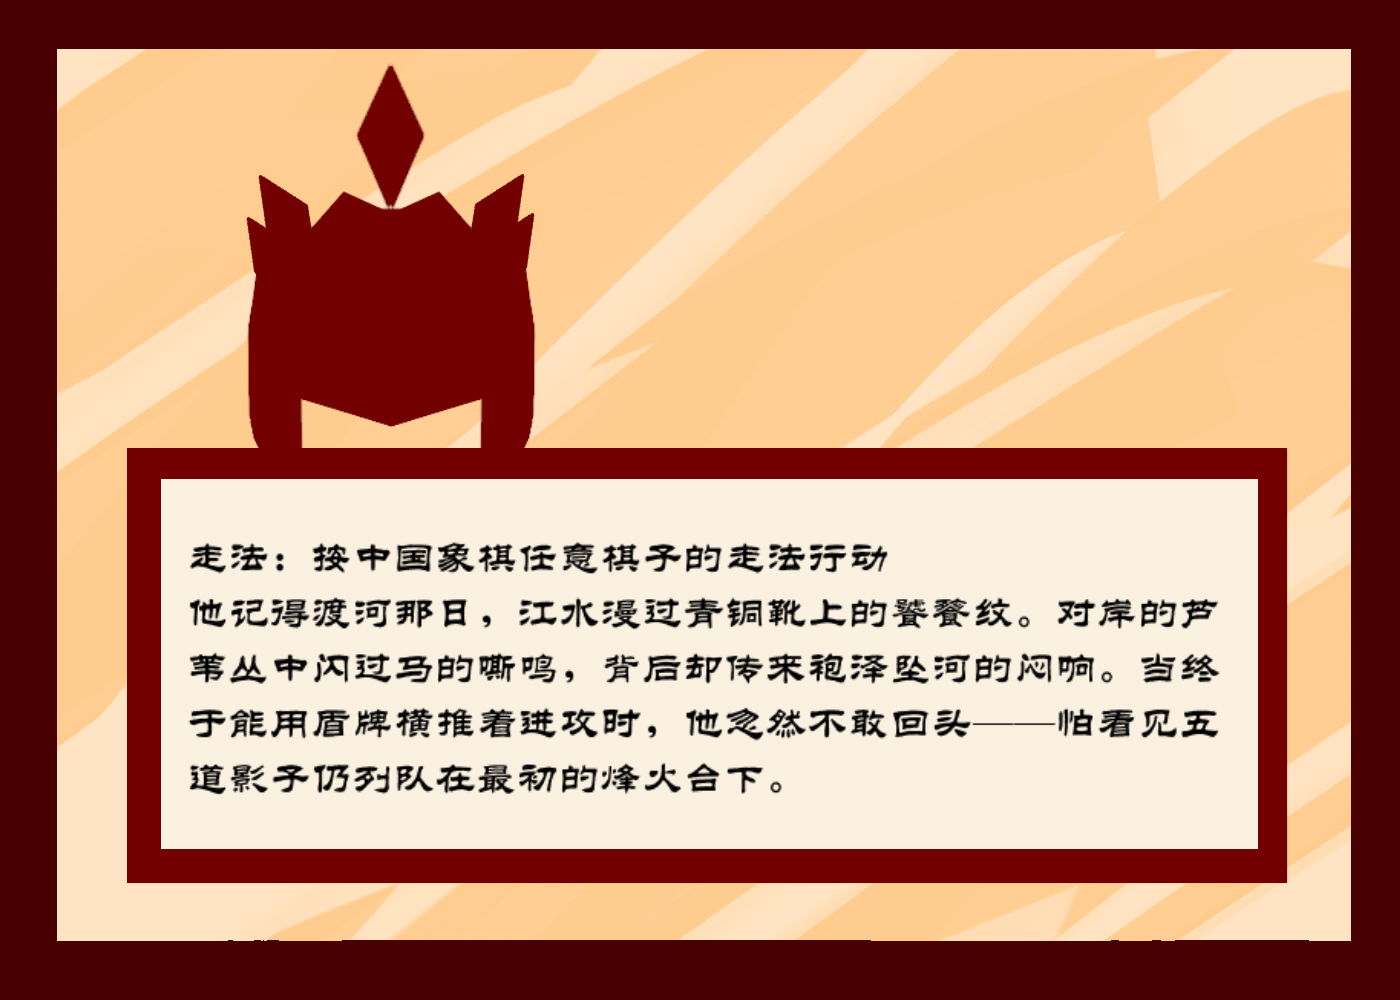 走法：按中国象棋任意棋子的走法行动
他记得渡河那日，江水漫过青铜靴上的饕餮纹。对岸的芦
苇丛中闪过马的嘶鸣，背后却传来袍泽坠河的闷响。当终
于能用盾牌横推着进攻时，他忽然不敢回头——怕看见五
道影子仍列队在最初的烽火台下。